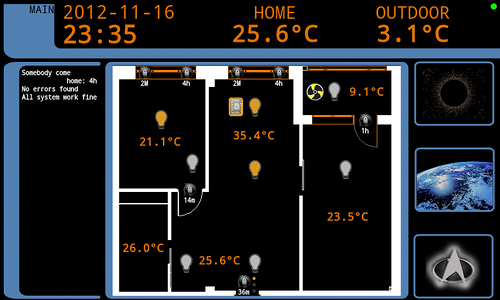 MAIN
2012-11-16
23:35
HOME
25.6°C
OUTDOOR
3.1°C
Somebody come
home: 4h
No errors found
All system work fine
2M
4h
2M
4h
9.1°C
1h
21.1°C
35.4°C
14m
23.5°C
26.0°C
25.6°C
36m